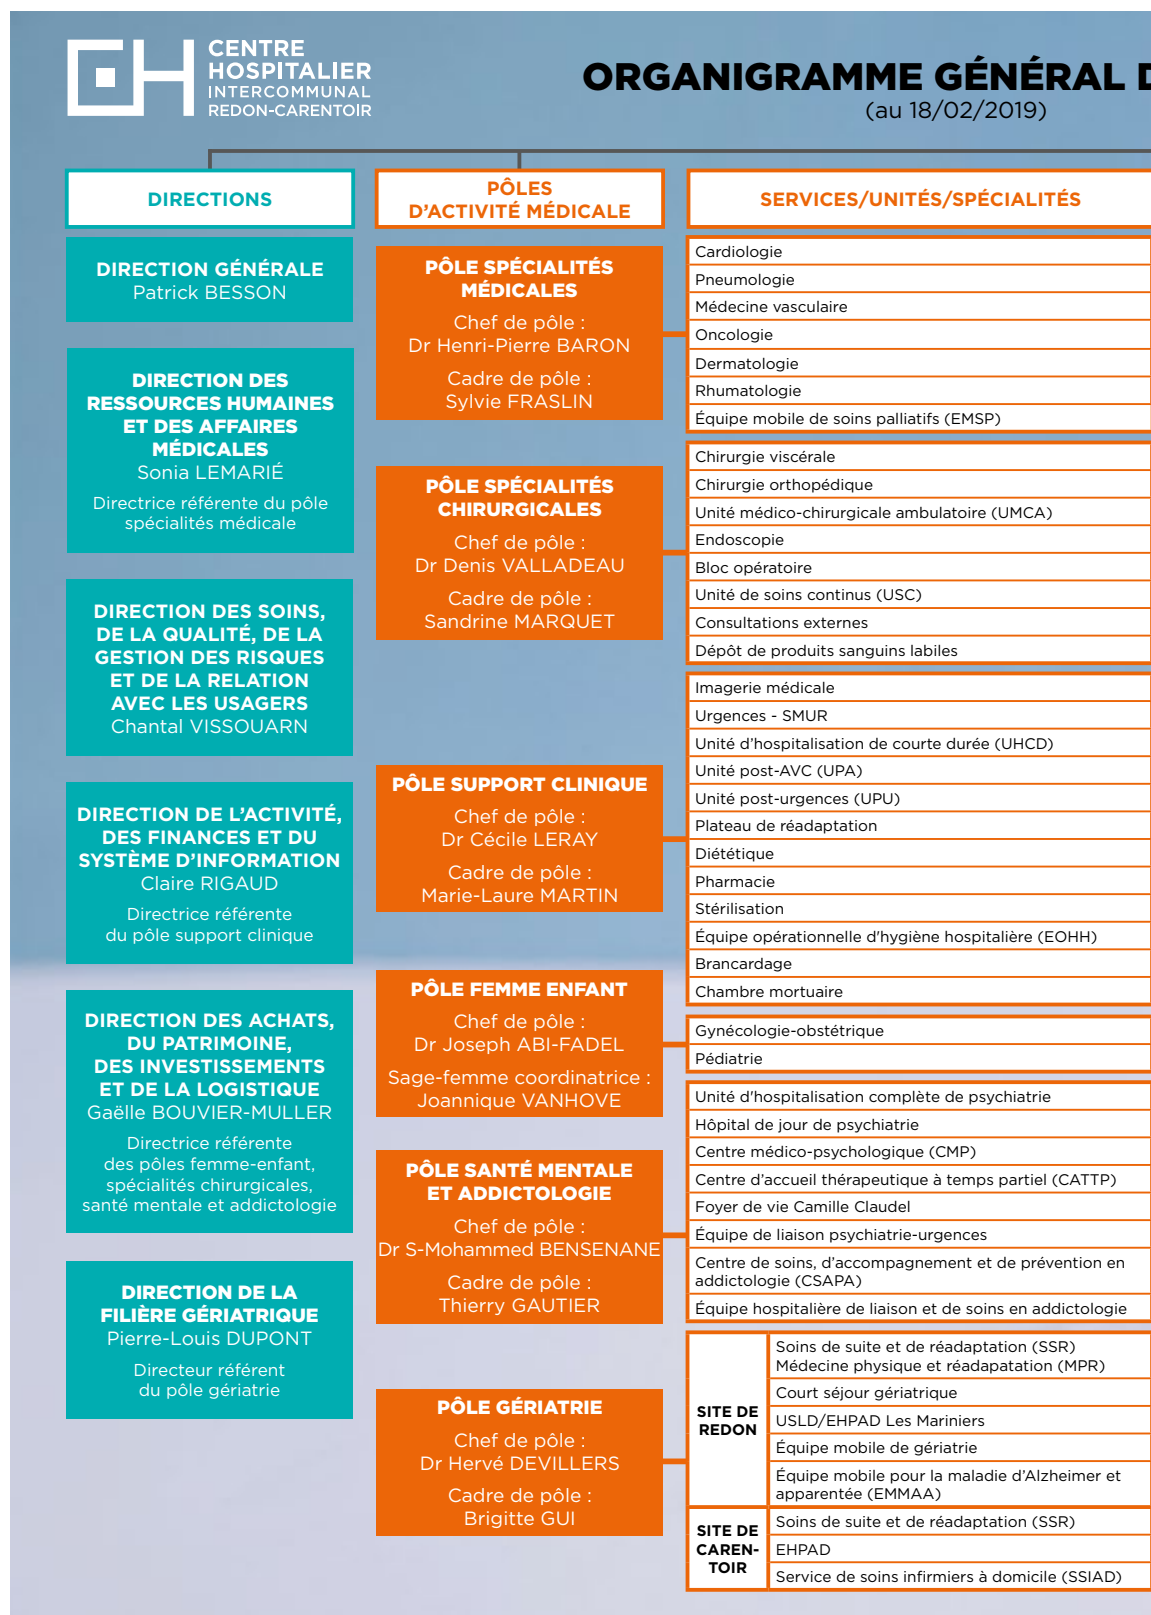 CENTRE
HOSPITALIER
INTERCOMMUNAL
REDON-CARENTOIR
ORGANIGRAMME GÉNÉRAL D
(au 18/02/2019)
DIRECTIONS
DIRECTION GÉNÉRALE
Patrick BESSON
DIRECTION DES
RESSOURCES HUMAINES
ET DES AFFAIRES
MÉDICALES
Sonia LEMARIÉ
Directrice référente du pôle
spécialités médicale
DIRECTION DES SOINS,
DE LA QUALITÉ, DE LA
GESTION DES RISQUES
ET DE LA RELATION
AVEC LES USAGERS
Chantal VISSOUARN
DIRECTION DE L'ACTIVITÉ,
DES FINANCES ET DU
SYSTÈME D'INFORMATION
Claire RIGAUD
Directrice référente
du pôle support clinique
DIRECTION DES ACHATS,
DU PATRIMOINE,
DES INVESTISSEMENTS
ET DE LA LOGISTIQUE
Gaëlle BOUVIER-MULLER
Directrice référente
des pôles femme-enfant,
spécialités chirurgicales,
santé mentale et addictologie
DIRECTION DE LA
FILIÈRE GÉRIATRIQUE
Pierre-Louis DUPONT
Directeur référent
du pôle gériatrie
PÔLES
D'ACTIVITÉ MÉDICALE
PÔLE SPÉCIALITÉS
MÉDICALES
Chef de pôle :
Dr Henri-Pierre BARON
Cadre de pôle :
Sylvie FRASLIN
PÔLE SPÉCIALITÉS
CHIRURGICALES
Chef de pôle :
Dr Denis VALLADEAU
Cadre de pôle :
Sandrine MARQUET
PÔLE SUPPORT CLINIQUE
Chef de pôle :
Dr Cécile LERAY
Cadre de pôle :
Marie-Laure MARTIN
PÔLE FEMME ENFANT
Chef de pôle :
Dr Joseph ABI-FADEL
Sage-femme coordinatrice :
Joannique VANHOVE
PÔLE SANTÉ MENTALE
ET ADDICTOLOGIE
Chef de pôle :
Dr S-Mohammed BENSENANE
Cadre de pôle :
Thierry GAUTIER
PÔLE GÉRIATRIE
Chef de pôle :
Dr Hervé DEVILLERS
Cadre de pôle :
Brigitte GUI
SERVICES/UNITÉS/SPÉCIALITÉS
Cardiologie
Pneumologie
Médecine vasculaire
Oncologie
Dermatologie
Rhumatologie
Équipe mobile de soins palliatifs (EMSP)
Chirurgie viscérale
Chirurgie orthopédique
Unité médico-chirurgicale ambulatoire (UMCA)
Endoscopie
Bloc opératoire
Unité de soins continus (USC)
Consultations externes
Dépôt de produits sanguins labiles
Imagerie médicale
Urgences - SMUR
Unité d'hospitalisation de courte durée (UHCD)
Unité post-AVC (UPA)
Unité post-urgences (UPU)
Plateau de réadaptation
Diététique
Pharmacie
Stérilisation
Équipe opérationnelle d'hygiène hospitalière (EOHH)
Brancardage
Chambre mortuaire
Gynécologie-obstétrique
Pédiatrie
Unité d'hospitalisation complète de psychiatrie
Hôpital de jour de psychiatrie
Centre médico-psychologique (CMP)
Centre d'accueil thérapeutique à temps partiel (CATTP)
Foyer de vie Camille Claudel
Équipe de liaison psychiatrie-urgences
Centre de soins, d'accompagnement et de prévention en
addictologie (CSAPA)
Équipe hospitalière de liaison et de soins en addictologie
SITE DE
REDON
Soins de suite et de réadaptation (SSR)
Médecine physique et réadapatation (MPR)
Court séjour gériatrique
USLD/EHPAD Les Mariniers
Équipe mobile de gériatrie
Équipe mobile pour la maladie d'Alzheimer et
apparentée (EMMAA)
SITE DE
CAREN-
TOIR
Soins de suite et de réadaptation (SSR)
EHPAD
Service de soins infirmiers à domicile (SSIAD)